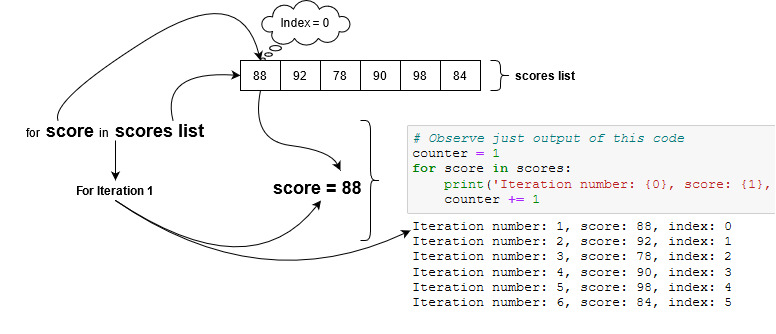 Index = 0
88 92 78 90 98 84
scores list
for score in scores list
For Iteration 1
score = 88
# Observe just output of this code
counter = 1
for score in scores:
    print('Iteration number: {0}, score: {1},
    counter += 1
Iteration number: 1, score: 88, index: 0
Iteration number: 2, score: 92, index: 1
Iteration number: 3, score: 78, index: 2
Iteration number: 4, score: 90, index: 3
Iteration number: 5, score: 98, index: 4
Iteration number: 6, score: 84, index: 5